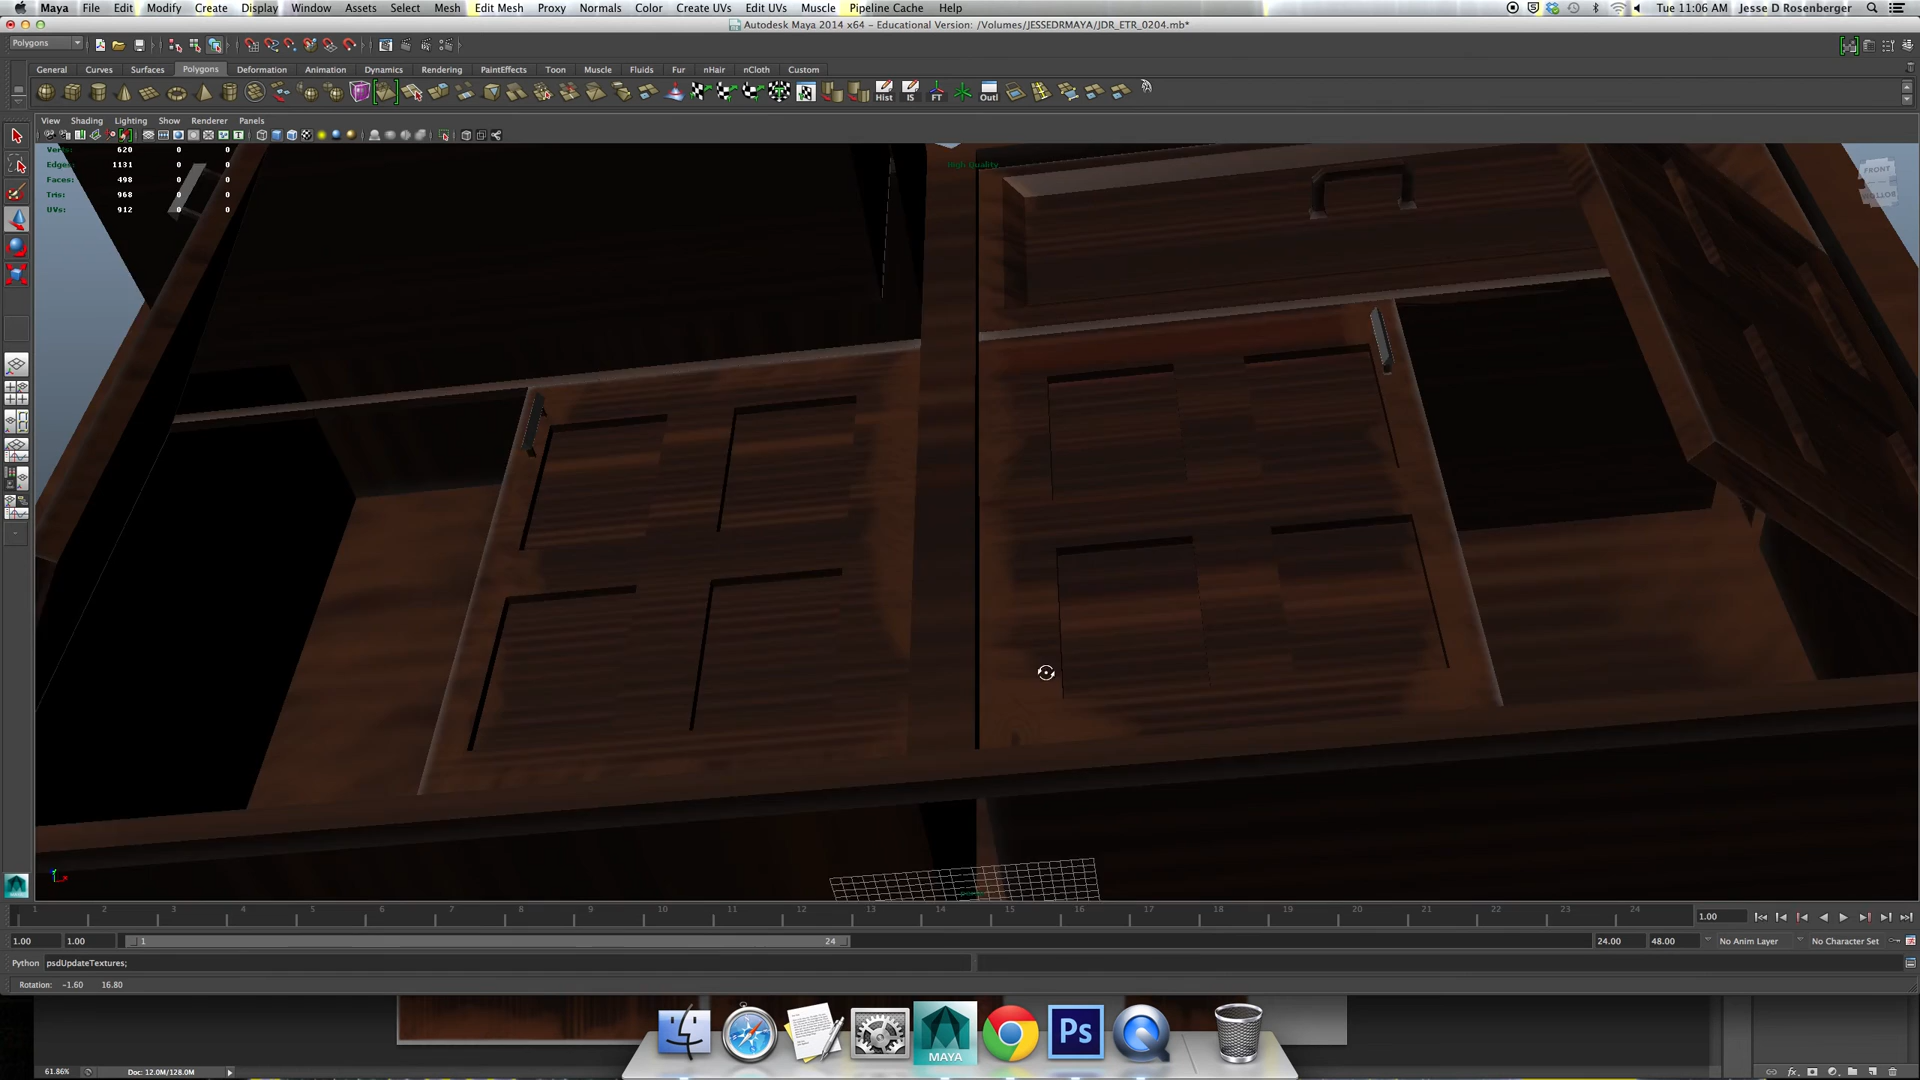 Maya File Edit Modify Create Display Window Assets Select Mesh Edit Mesh Proxy Normals Color Create UVs Edit UVs Muscle Pipeline Cache Help Tue 11:06 AM Jesse D Rosenberger
Autodesk Maya 2014 x64 - Educational Version: /Volumes/JESSEDRMAYA/JDR_ETR_0204.mb*
Polygons
General Curves Surfaces Polygons Deformation Animation Dynamics Rendering PaintEffects Toon Muscle Fluids Fur nHair nCloth Custom
Hist IS FT Outl
View Shading Lighting Show Renderer Panels
Verts: 620 0 0
Edges: 1131 0 0
Faces: 498 0 0
Tris: 968 0 0
UVs: 912 0 0
High Quality
FRONT
BOTTOM
1 2 3 4 5 6 7 8 9 10 11 12 13 14 15 16 17 18 19 20 21 22 23 24 1.00
1.00 1.00 1 24 24.00 48.00 No Anim Layer No Character Set
Python psdUpdateTextures;
Rotation: -1.60 16.80
MAYA
Ps
61.86% Doc: 12.0M/128.0M
fx